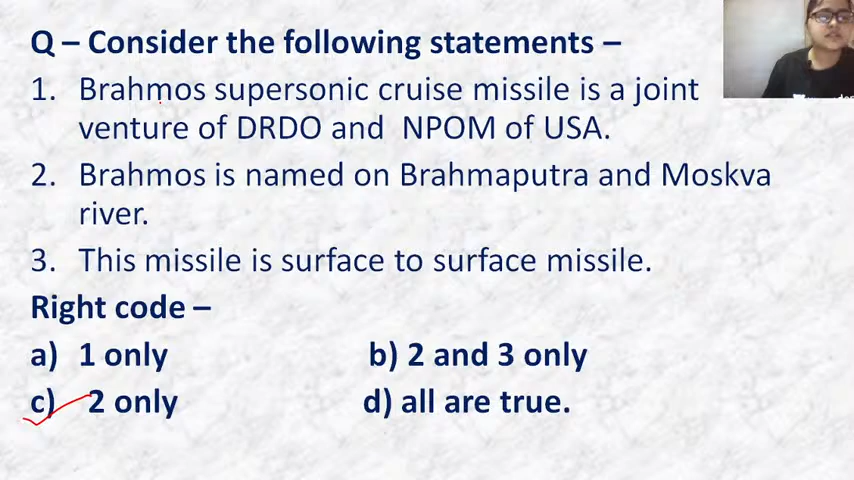 Q – Consider the following statements –
1. Brahmos supersonic cruise missile is a joint
venture of DRDO and NPOM of USA.
2. Brahmos is named on Brahmaputra and Moskva
river.
3. This missile is surface to surface missile.
Right code –
a) 1 only b) 2 and 3 only
c) 2 only d) all are true.